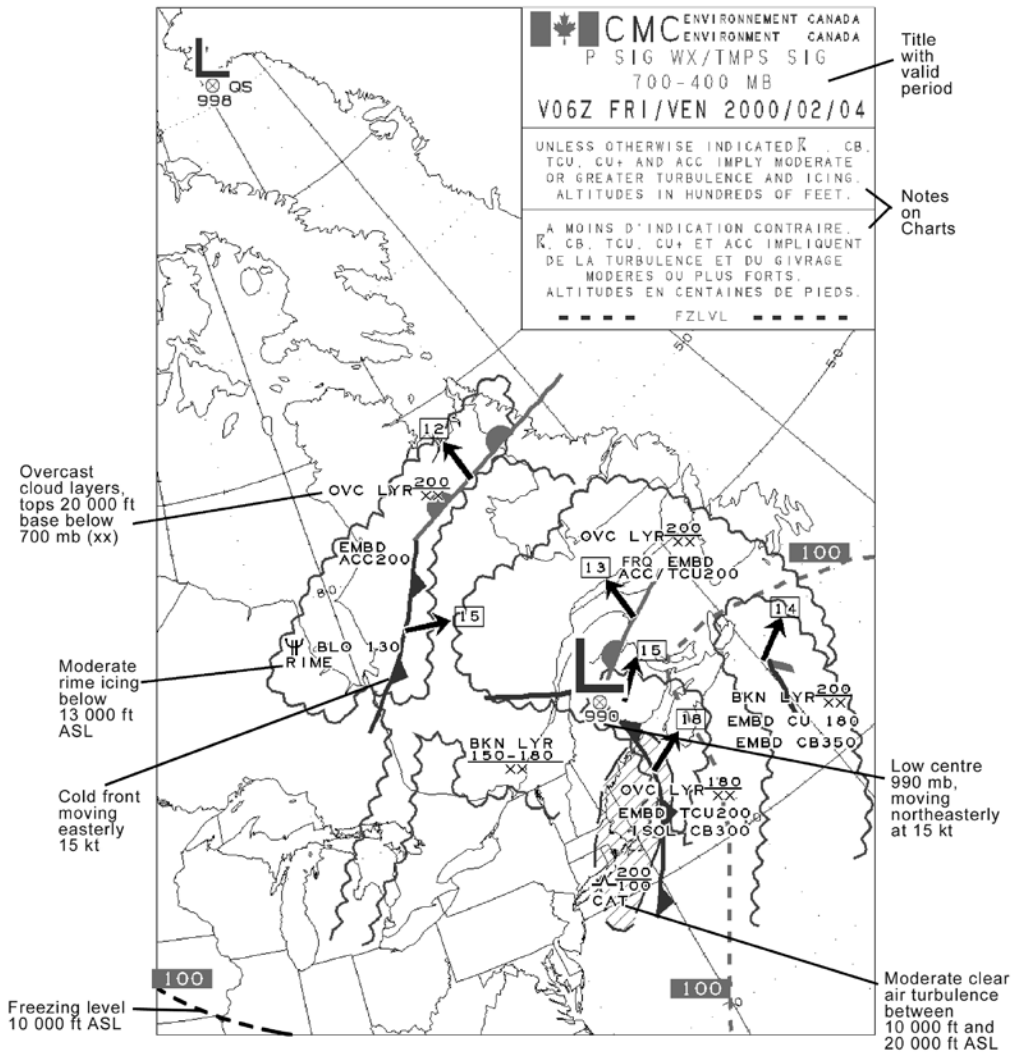 CMC ENVIRONNEMENT CANADA
ENVIRONMENT CANADA
P SIG WX/TMPS SIG
700-400 MB
V06Z FRI/VEN 2000/02/04
UNLESS OTHERWISE INDICATED , CB,
TCU, CU+ AND ACC IMPLY MODERATE
OR GREATER TURBULENCE AND ICING.
ALTITUDES IN HUNDREDS OF FEET.
A MOINS D'INDICATION CONTRAIRE,
, CB, TCU, CU+ ET ACC IMPLIQUENT
DE LA TURBULENCE ET DU GIVRAGE
MODERES OU PLUS FORTS.
ALTITUDES EN CENTAINES DE PIEDS.
FZLVL
Title
with
valid
period
Notes
on
Charts
L
QS
998
50
50
12
Overcast
cloud layers,
tops 20 000 ft
base below
700 mb (xx)
OVC LYR 200
XX
EMBD
ACC200
OVC LYR 200
XX
FRQ EMBD
ACC/TCU200
13
100
60
15
14
BLO 130
RIME
15
Moderate
rime icing
below
13 000 ft
ASL
L
990
18
BKN LYR 200
XX
EMBD CU 180
EMBD CB350
BKN LYR
150-180
XX
Cold front
moving
easterly
15 kt
OVC LYR 180
XX
EMBD TCU200
ISOL CB300
Low centre
990 mb,
moving
northeasterly
at 15 kt
200
100
CAT
100
100
Freezing level
10 000 ft ASL
Moderate clear
air turbulence
between
10 000 ft and
20 000 ft ASL